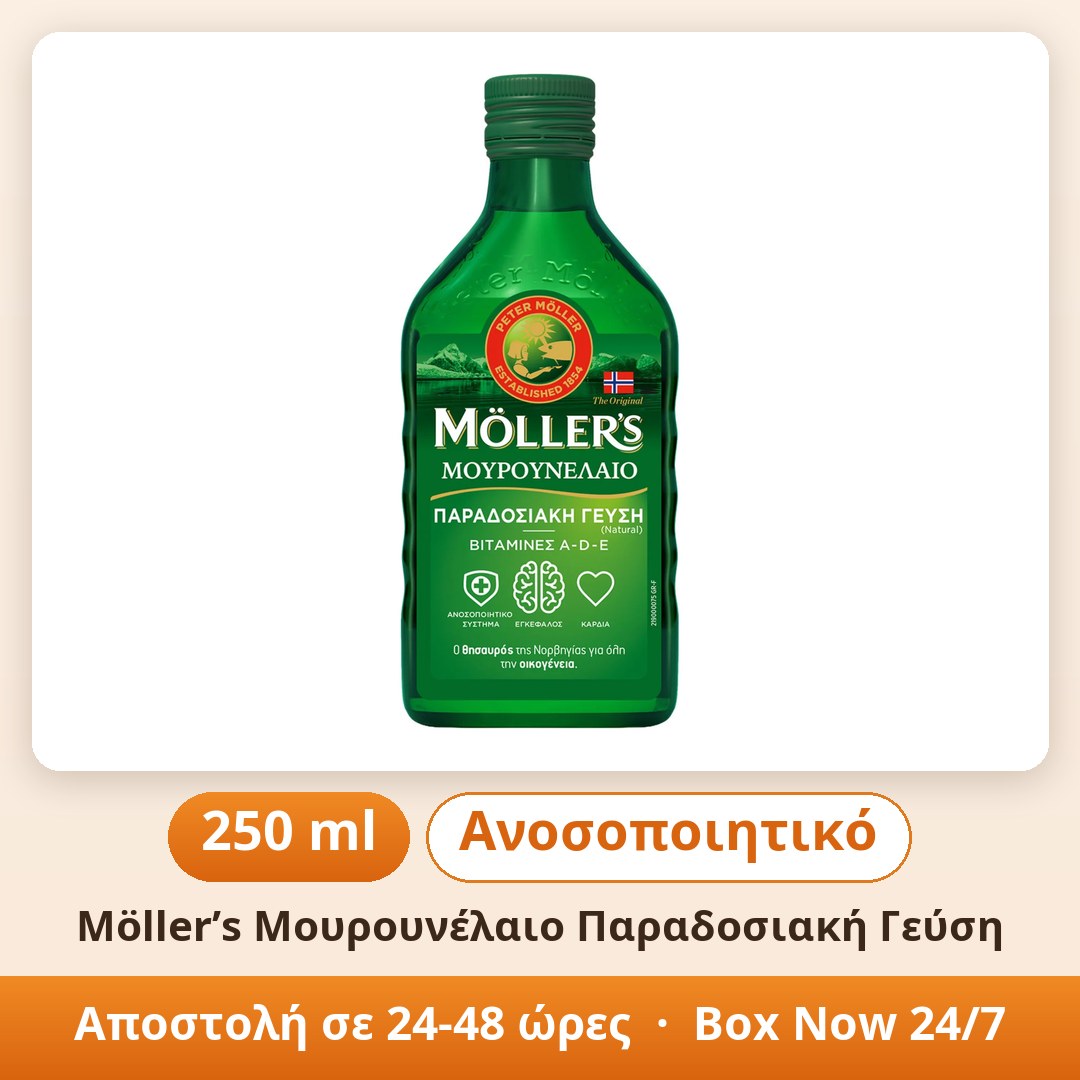 PETER MÖLLER
ESTABLISHED 1854
The Original
MÖLLER'S
ΜΟΥΡΟΥΝΕΛΑΙΟ
ΠΑΡΑΔΟΣΙΑΚΗ ΓΕΥΣΗ
(Natural)
ΒΙΤΑΜΙΝΕΣ A-D-E
ΑΝΟΣΟΠΟΙΗΤΙΚΟ ΣΥΣΤΗΜΑ
ΕΓΚΕΦΑΛΟΣ
ΚΑΡΔΙΑ
Ο θησαυρός της Νορβηγίας για όλη
την οικογένεια.
250 ml
Ανοσοποιητικό
Möller’s Μουρουνέλαιο Παραδοσιακή Γεύση
Αποστολή σε 24-48 ώρες · Box Now 24/7